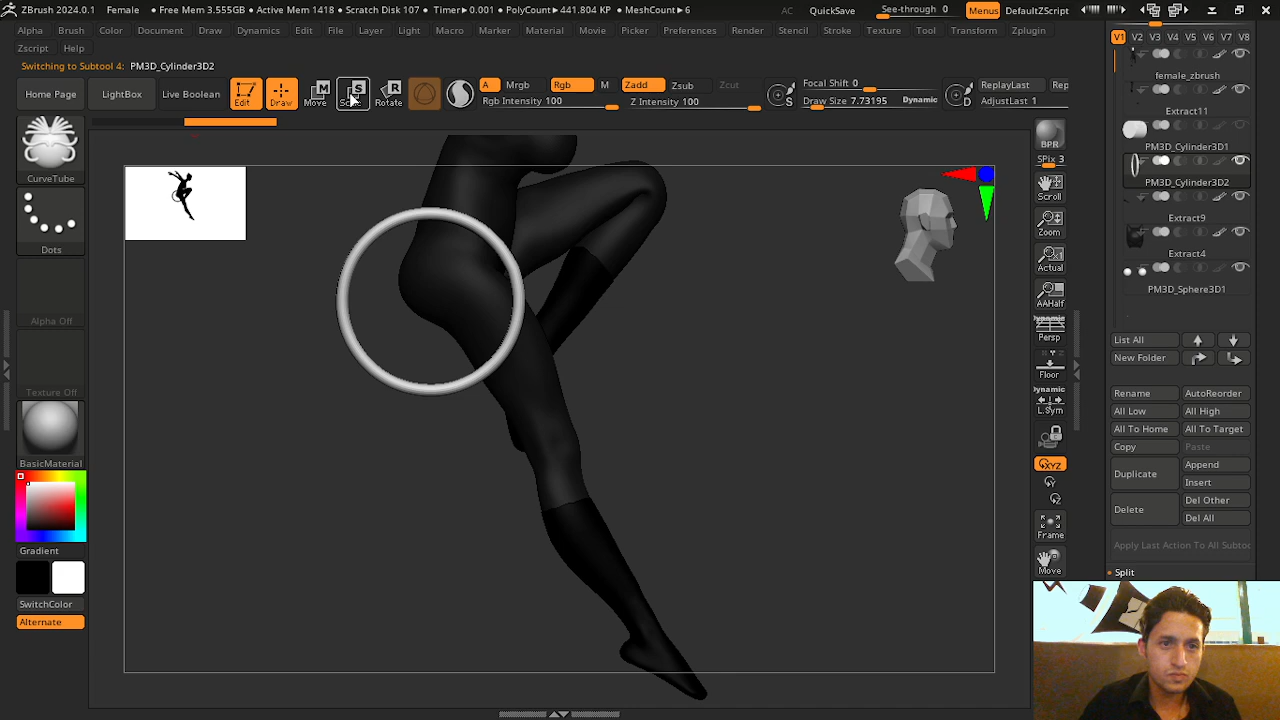 ZBrush 2024.0.1 Female • Free Mem 3.555GB • Active Mem 1418 • Scratch Disk 107 • Timer▸0.001 • PolyCount▸441.804 KP • MeshCount▸6 AC QuickSave See-through 0 Menus DefaultZScript
Alpha Brush Color Document Draw Dynamics Edit File Layer Light Macro Marker Material Movie Picker Preferences Render Stencil Stroke Texture Tool Transform Zplugin
Zscript Help
Switching to Subtool 4: PM3D_Cylinder3D2
V1 V2 V3 V4 V5 V6 V7 V8
Home Page LightBox Live Boolean Edit Draw Move Rotate
A Mrgb Rgb M Zadd Zsub Zcut
Rgb Intensity 100 Z Intensity 100
Focal Shift 0
Draw Size 7.73195 Dynamic
ReplayLast Rep
AdjustLast 1
CurveTube
Dots
Alpha Off
Texture Off
BasicMaterial
Gradient
SwitchColor
Alternate
BPR
SPix 3
Scroll
Zoom
Actual
AAHalf
Dynamic
Persp
Floor
Dynamic
L.Sym
XYZ
Y
Z
Frame
Move
female_zbrush
Extract11
PM3D_Cylinder3D1
PM3D_Cylinder3D2
Extract9
Extract4
PM3D_Sphere3D1
List All
New Folder
Rename AutoReorder
All Low All High
All To Home All To Target
Copy Paste
Duplicate Append
Insert
Delete Del Other
Del All
Apply Last Action To All Subtoo
Split